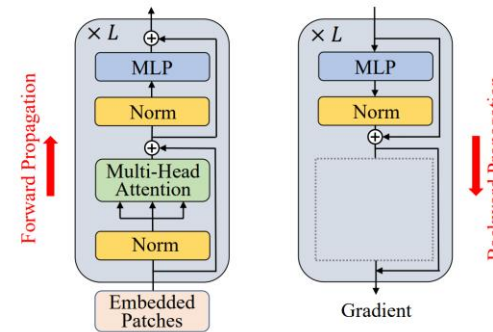 × L
MLP
Norm
Multi-Head
Attention
Norm
Embedded
Patches
Forward Propagation
× L
MLP
Norm
Gradient